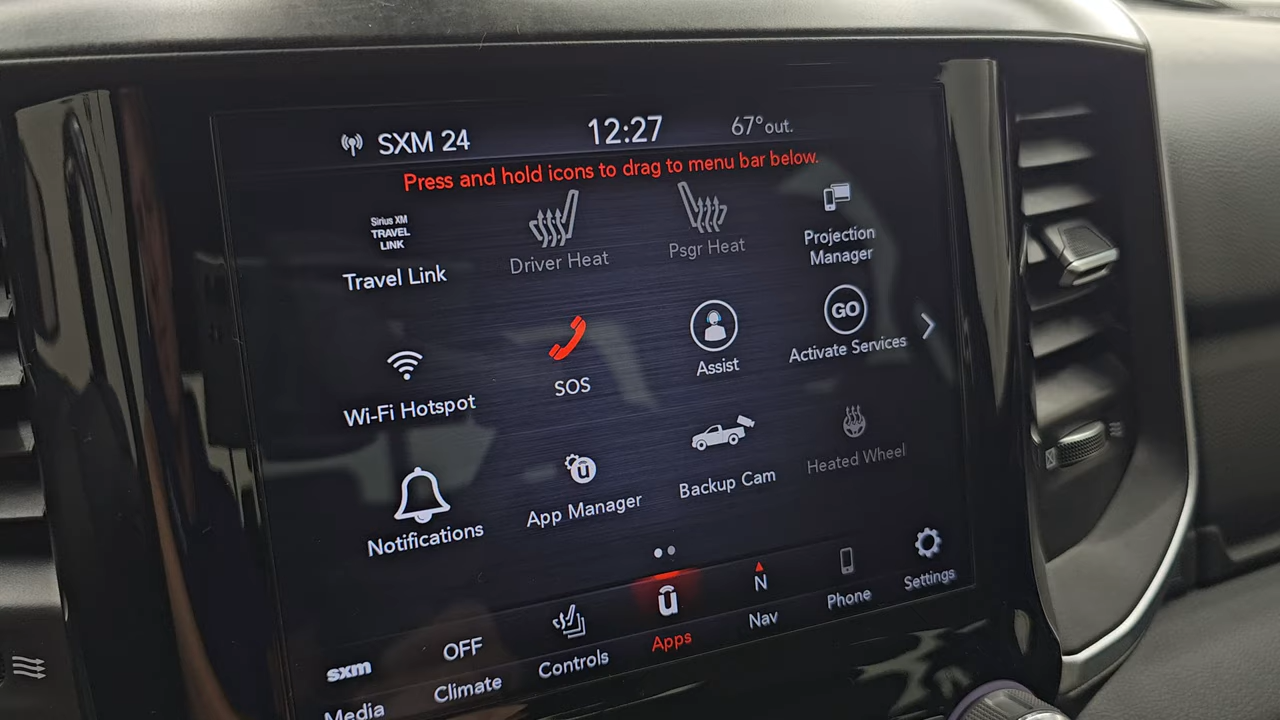 SXM 24
12:27
67°out.
Press and hold icons to drag to menu bar below.
Sirius XM
TRAVEL
LINK
Travel Link
Driver Heat
Psgr Heat
Projection
Manager
Wi-Fi Hotspot
SOS
Assist
GO
Activate Services
Notifications
u
App Manager
Backup Cam
Heated Wheel
sxm
Media
OFF
Climate
Controls
u
Apps
N
Nav
Phone
Settings